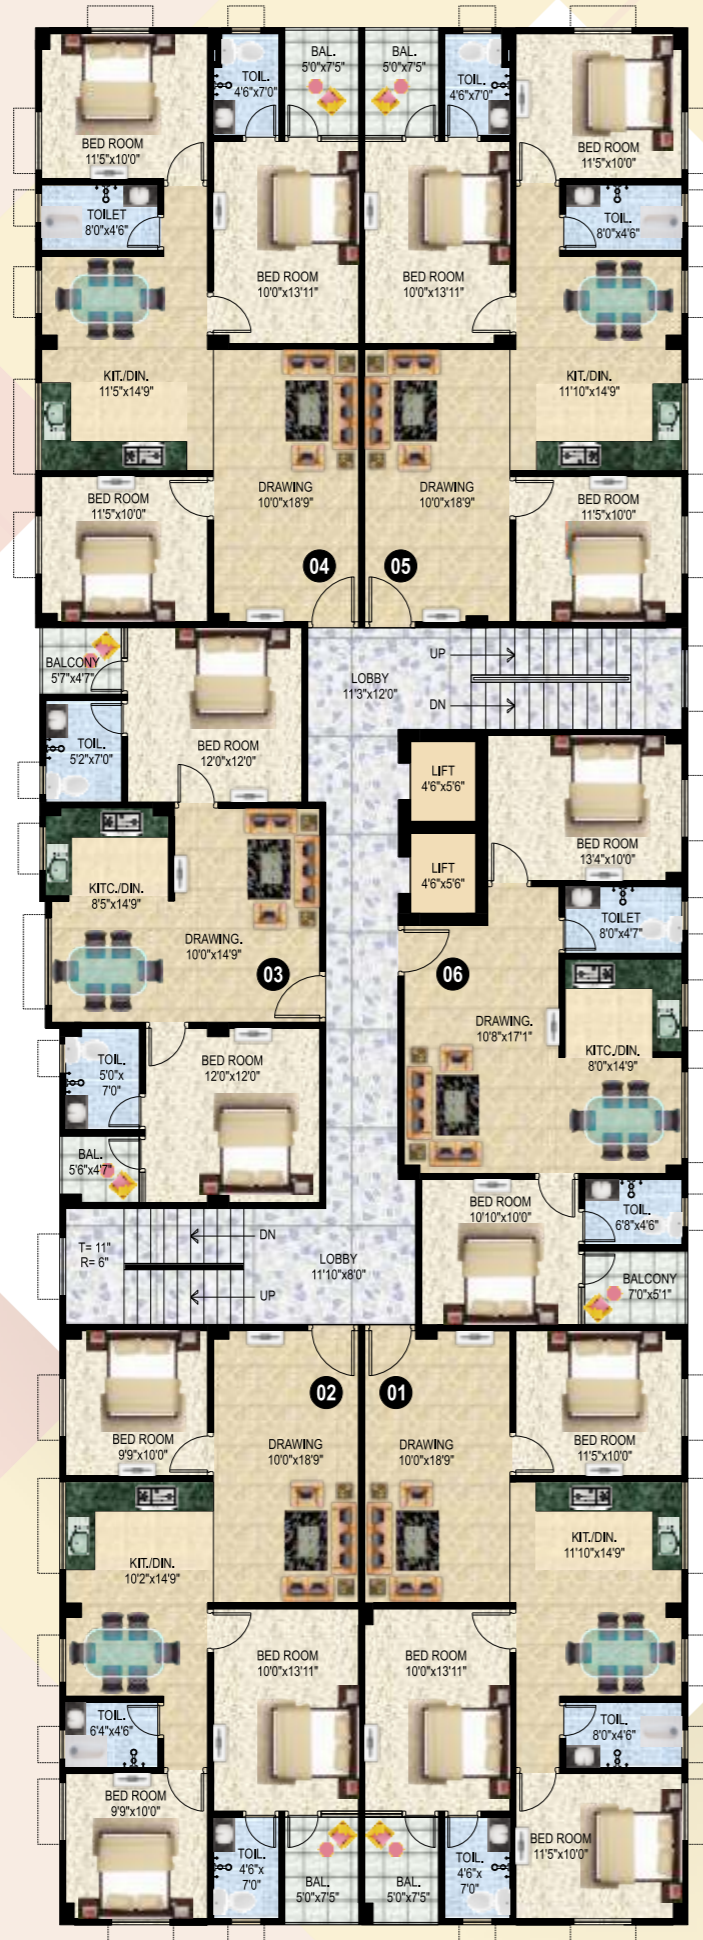 BAL.
5'0"x7'5"
BAL.
5'0"x7'5"
TOIL.
4'6"x7'0"
TOIL.
4'6"x7'0"
BED ROOM
11'5"x10'0"
BED ROOM
11'5"x10'0"
TOILET
8'0"x4'6"
TOIL.
8'0"x4'6"
BED ROOM
10'0"x13'11"
BED ROOM
10'0"x13'11"
KIT./DIN.
11'5"x14'9"
KIT./DIN.
11'10"x14'9"
DRAWING
10'0"x18'9"
DRAWING
10'0"x18'9"
BED ROOM
11'5"x10'0"
BED ROOM
11'5"x10'0"
04
05
BALCONY
5'7"x4'7"
UP
LOBBY
11'3"x12'0"
DN
TOIL.
5'2"x7'0"
BED ROOM
12'0"x12'0"
LIFT
4'6"x5'6"
BED ROOM
13'4"x10'0"
LIFT
4'6"x5'6"
KITC./DIN.
8'5"x14'9"
TOILET
8'0"x4'7"
DRAWING.
10'0"x14'9"
03
06
DRAWING.
10'8"x17'1"
KITC./DIN.
8'0"x14'9"
TOIL.
5'0"x
7'0"
BED ROOM
12'0"x12'0"
BAL.
5'6"x4'7"
BED ROOM
10'10"x10'0"
TOIL.
6'8"x4'6"
T= 11"
R= 6"
DN
LOBBY
11'10"x8'0"
UP
BALCONY
7'0"x5'1"
02
01
BED ROOM
9'9"x10'0"
DRAWING
10'0"x18'9"
DRAWING
10'0"x18'9"
BED ROOM
11'5"x10'0"
KIT./DIN.
10'2"x14'9"
KIT./DIN.
11'10"x14'9"
BED ROOM
10'0"x13'11"
BED ROOM
10'0"x13'11"
TOIL.
6'4"x4'6"
TOIL.
8'0"x4'6"
BED ROOM
9'9"x10'0"
BED ROOM
11'5"x10'0"
TOIL.
4'6"x
7'0"
BAL.
5'0"x7'5"
BAL.
5'0"x7'5"
TOIL.
4'6"x
7'0"